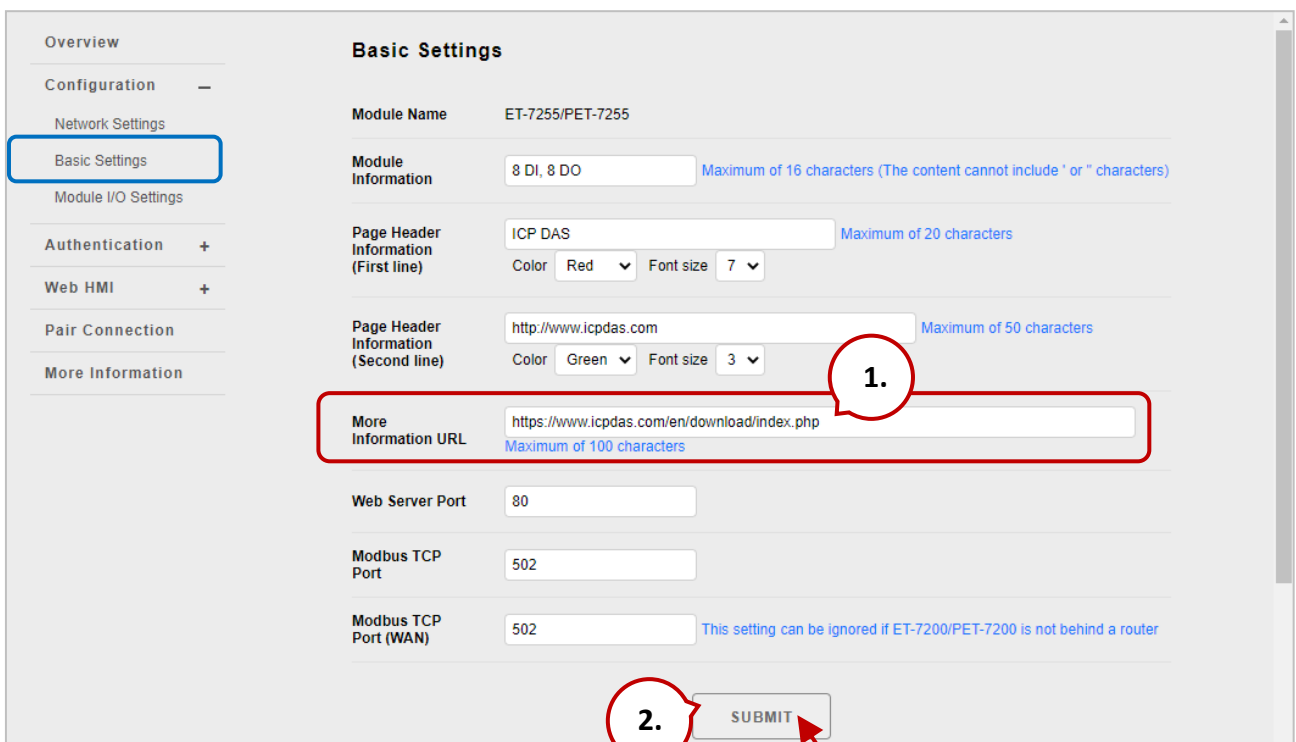 Overview
Configuration −
Network Settings
Basic Settings
Module I/O Settings
Authentication +
Web HMI +
Pair Connection
More Information
Basic Settings
Module Name ET-7255/PET-7255
Module
Information
8 DI, 8 DO Maximum of 16 characters (The content cannot include ' or " characters)
Page Header
Information
(First line)
ICP DAS Maximum of 20 characters
Color Red Font size 7
Page Header
Information
(Second line)
http://www.icpdas.com Maximum of 50 characters
Color Green Font size 3
1.
More
Information URL
https://www.icpdas.com/en/download/index.php
Maximum of 100 characters
Web Server Port 80
Modbus TCP
Port
502
Modbus TCP
Port (WAN)
502 This setting can be ignored if ET-7200/PET-7200 is not behind a router
2.
SUBMIT